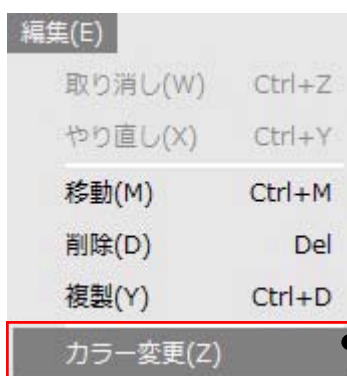 編集(E)
取り消し(W) Ctrl+Z
やり直し(X) Ctrl+Y
移動(M) Ctrl+M
削除(D) Del
複製(Y) Ctrl+D
カラー変更(Z)